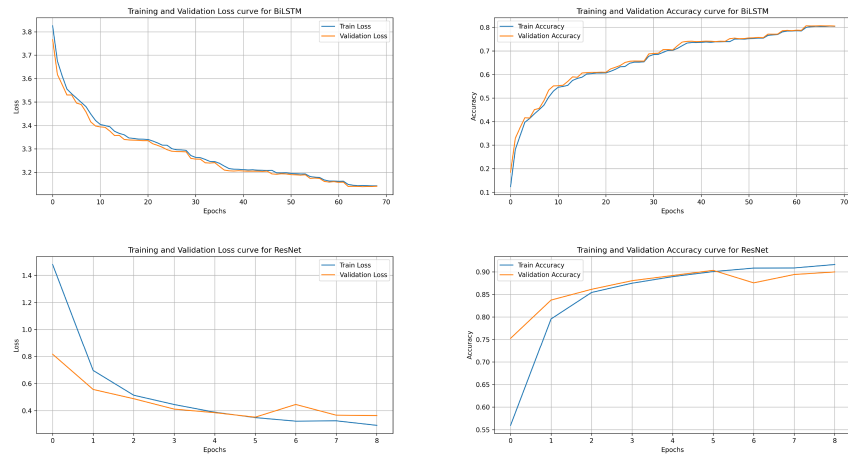 Training and Validation Loss curve for BiLSTM
Train Loss
Validation Loss
3.8
3.7
3.6
3.5
3.4
3.3
3.2
Loss
0 10 20 30 40 50 60 70
Epochs
Training and Validation Accuracy curve for BiLSTM
Train Accuracy
Validation Accuracy
0.8
0.7
0.6
0.5
0.4
0.3
0.2
0.1
Accuracy
0 10 20 30 40 50 60 70
Epochs
Training and Validation Loss curve for ResNet
Train Loss
Validation Loss
1.4
1.2
1.0
0.8
0.6
0.4
Loss
0 1 2 3 4 5 6 7 8
Epochs
Training and Validation Accuracy curve for ResNet
Train Accuracy
Validation Accuracy
0.90
0.85
0.80
0.75
0.70
0.65
0.60
0.55
Accuracy
0 1 2 3 4 5 6 7 8
Epochs